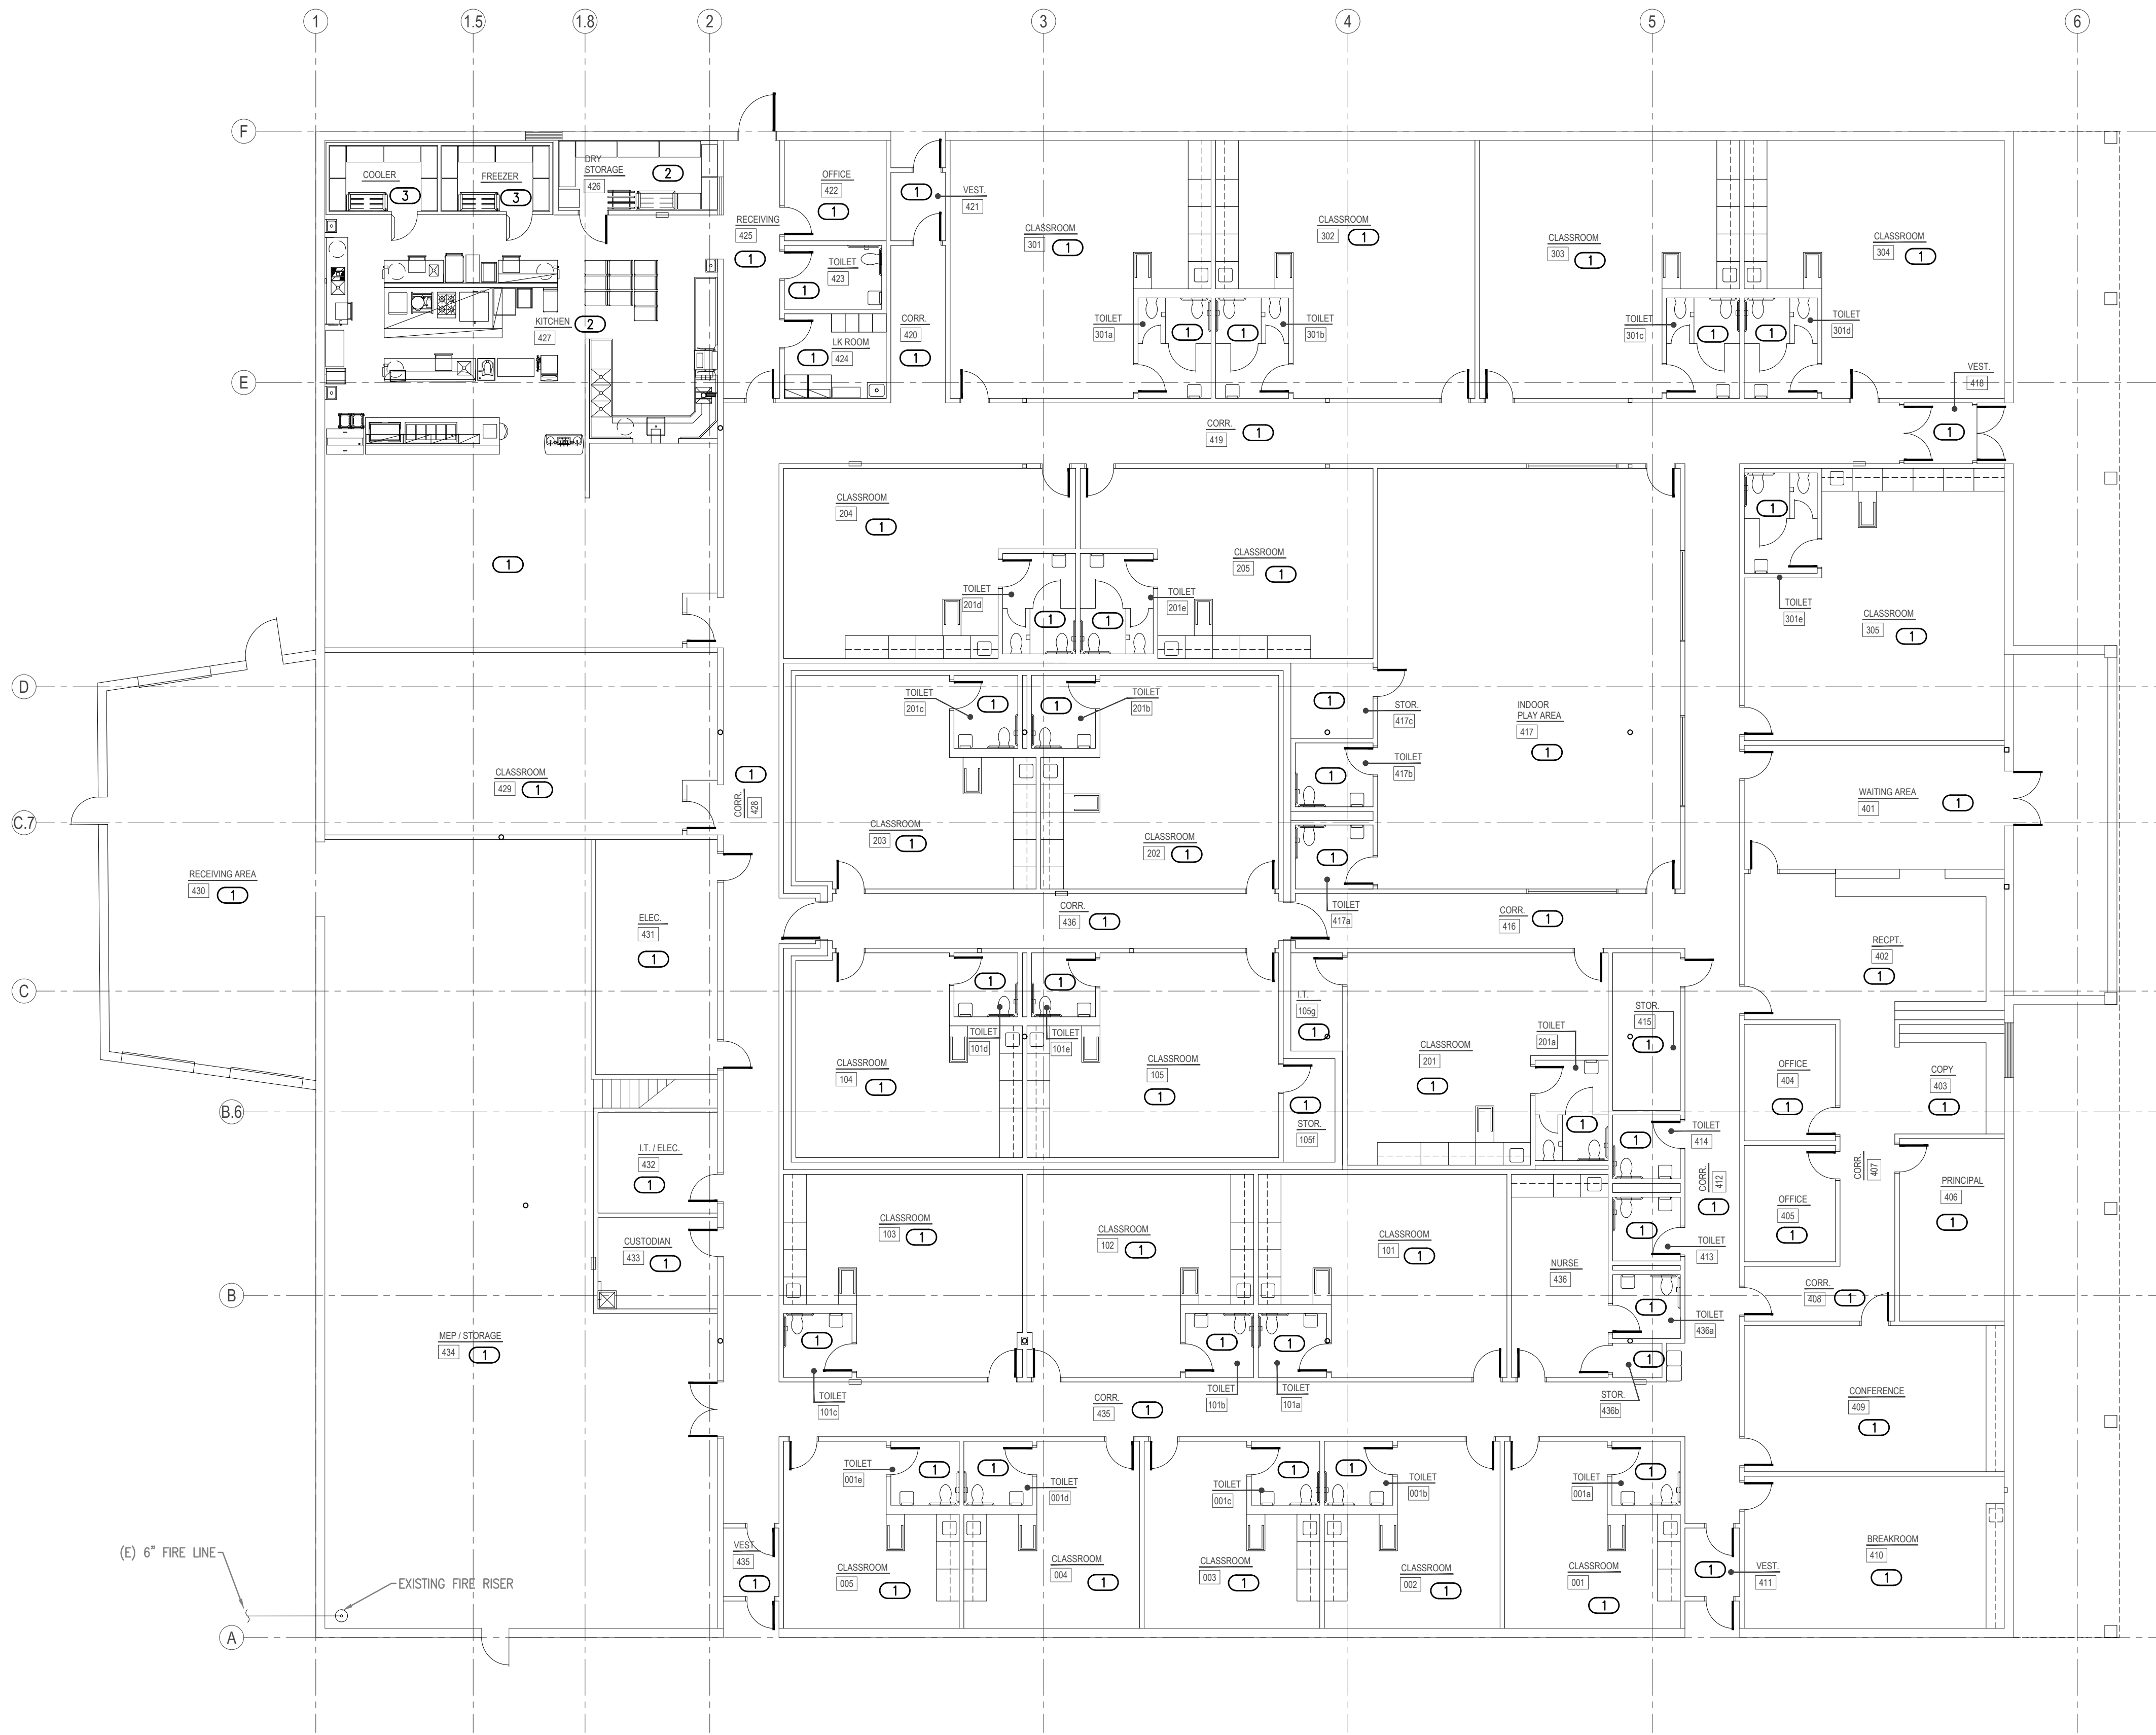 1 1.5 1.8 2 3 4 5 6
F
COOLER
3
FREEZER
3
DRY
STORAGE
426
2
OFFICE
422
1
1
VEST.
421
RECEIVING
425
1
TOILET
423
1
CLASSROOM
301 1
CLASSROOM
302 1
CLASSROOM
303 1
CLASSROOM
304 1
KITCHEN 2
427
LK ROOM
1 424
CORR.
420
1
TOILET
301a
1
1
TOILET
301b
TOILET
301c
1
1
TOILET
301d
E
VEST.
418
1
CORR.
419 1
CLASSROOM
204
1
CLASSROOM
205 1
1
TOILET
201d
1
1
TOILET
201e
1
TOILET
301e
CLASSROOM
305 1
D
TOILET
201c
1
1
TOILET
201b
1
STOR.
417c
INDOOR
PLAY AREA
417
1
CLASSROOM
429 1
1
CORR.
428
1
TOILET
417b
WAITING AREA
401 1
C.7
CLASSROOM
203 1
CLASSROOM
202 1
1
TOILET
417a
RECEIVING AREA
430 1
ELEC.
431
1
CORR.
436 1
CORR.
416 1
RECPT.
402
1
C
1
1
TOILET
101d
TOILET
101e
I.T.
105g
1
STOR.
415
1
CLASSROOM
104 1
CLASSROOM
105
1
CLASSROOM
201
1
TOILET
201a
1
OFFICE
404
1
COPY
403
1
B.6
1
STOR.
105f
1
TOILET
414
I.T. / ELEC.
432
1
CORR.
412
1
CORR.
407
PRINCIPAL
406
1
OFFICE
405
1
CUSTODIAN
433 1
CLASSROOM
103 1
CLASSROOM
102 1
CLASSROOM
101 1
NURSE
436
1
TOILET
413
B
CORR.
408 1
MEP / STORAGE
434 1
1
TOILET
101c
1
TOILET
101b
1
TOILET
101a
1
TOILET
436a
1
STOR.
436b
CORR.
435 1
CONFERENCE
409
1
TOILET
001e
1
1
TOILET
001d
TOILET
001c
1
1
TOILET
001b
TOILET
001a
1
(E) 6" FIRE LINE
EXISTING FIRE RISER
VEST.
435
1
CLASSROOM
005 1
CLASSROOM
004 1
CLASSROOM
003 1
CLASSROOM
002 1
CLASSROOM
001
1
1
VEST.
411
BREAKROOM
410
1
A